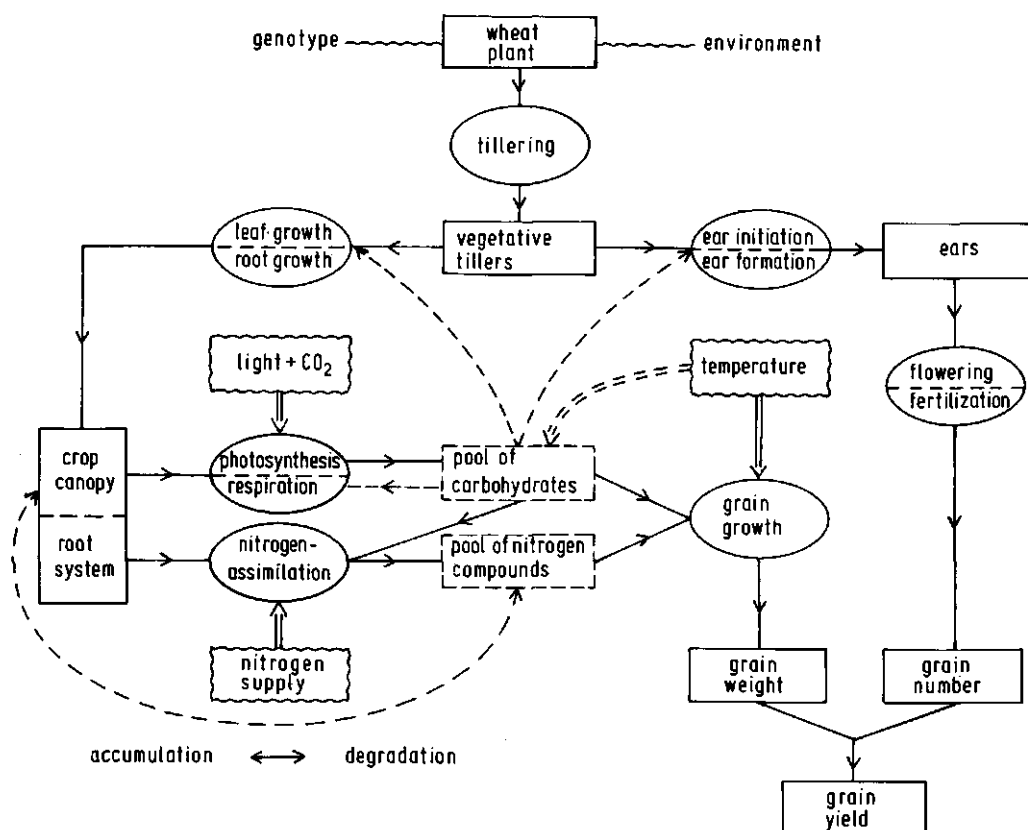 genotype
wheat
plant
environment
tillering
leaf-growth
root growth
vegetative
tillers
ear initiation
ear formation
ears
light + CO2
temperature
flowering
fertilization
crop
canopy
photosynthesis
respiration
pool of
carbohydrates
grain
growth
root
system
nitrogen-
assimilation
pool of nitrogen
compounds
nitrogen
supply
grain
weight
grain
number
accumulation
degradation
grain
yield